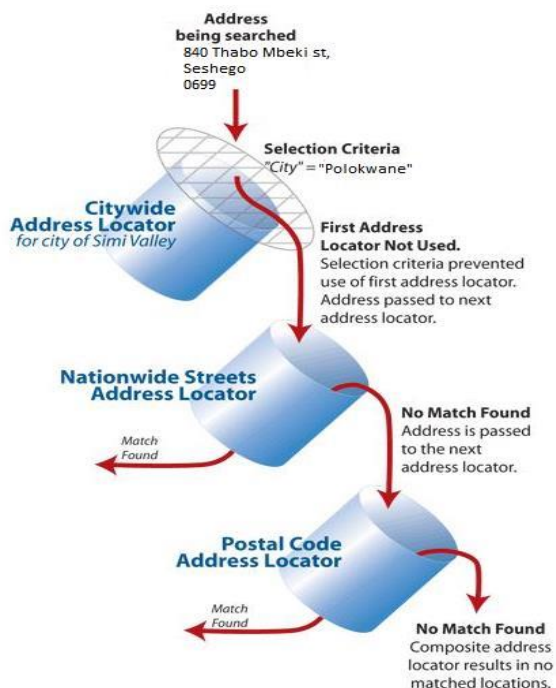 Address
being searched
840 Thabo Mbeki st,
Seshego
0699
Selection Criteria
"City" = "Polokwane"
Citywide
Address Locator
for city of Simi Valley
First Address
Locator Not Used.
Selection criteria prevented
use of first address locator.
Address passed to next
address locator.
Nationwide Streets
Address Locator
Match
Found
No Match Found
Address is passed
to the next
address locator.
Postal Code
Address Locator
Match
Found
No Match Found
Composite address
locator results in no
matched locations.